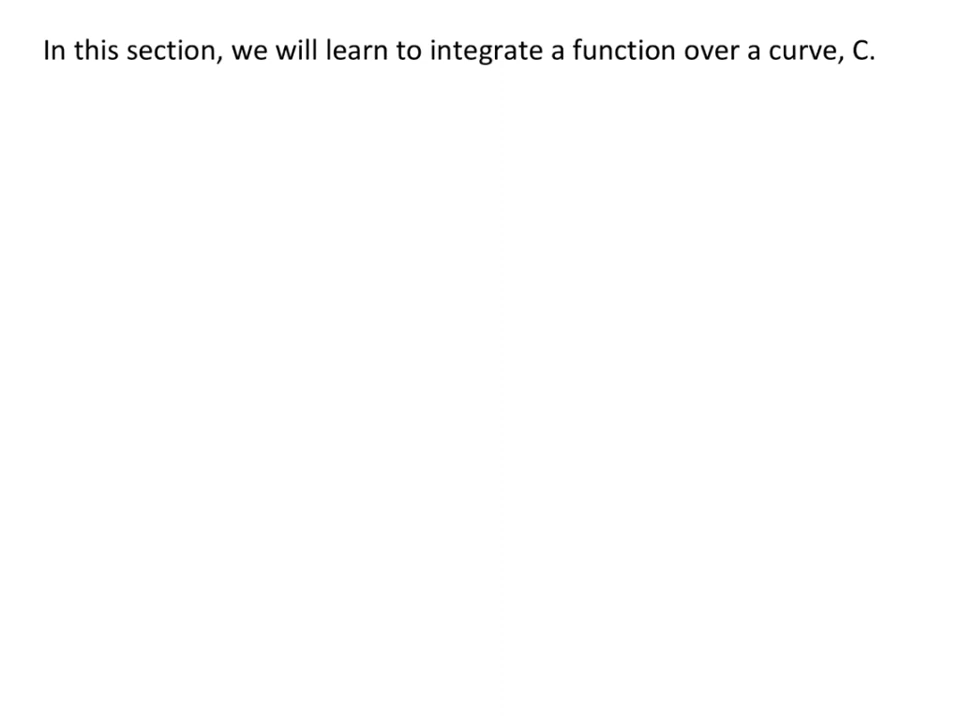 In this section, we will learn to integrate a function over a curve, C.